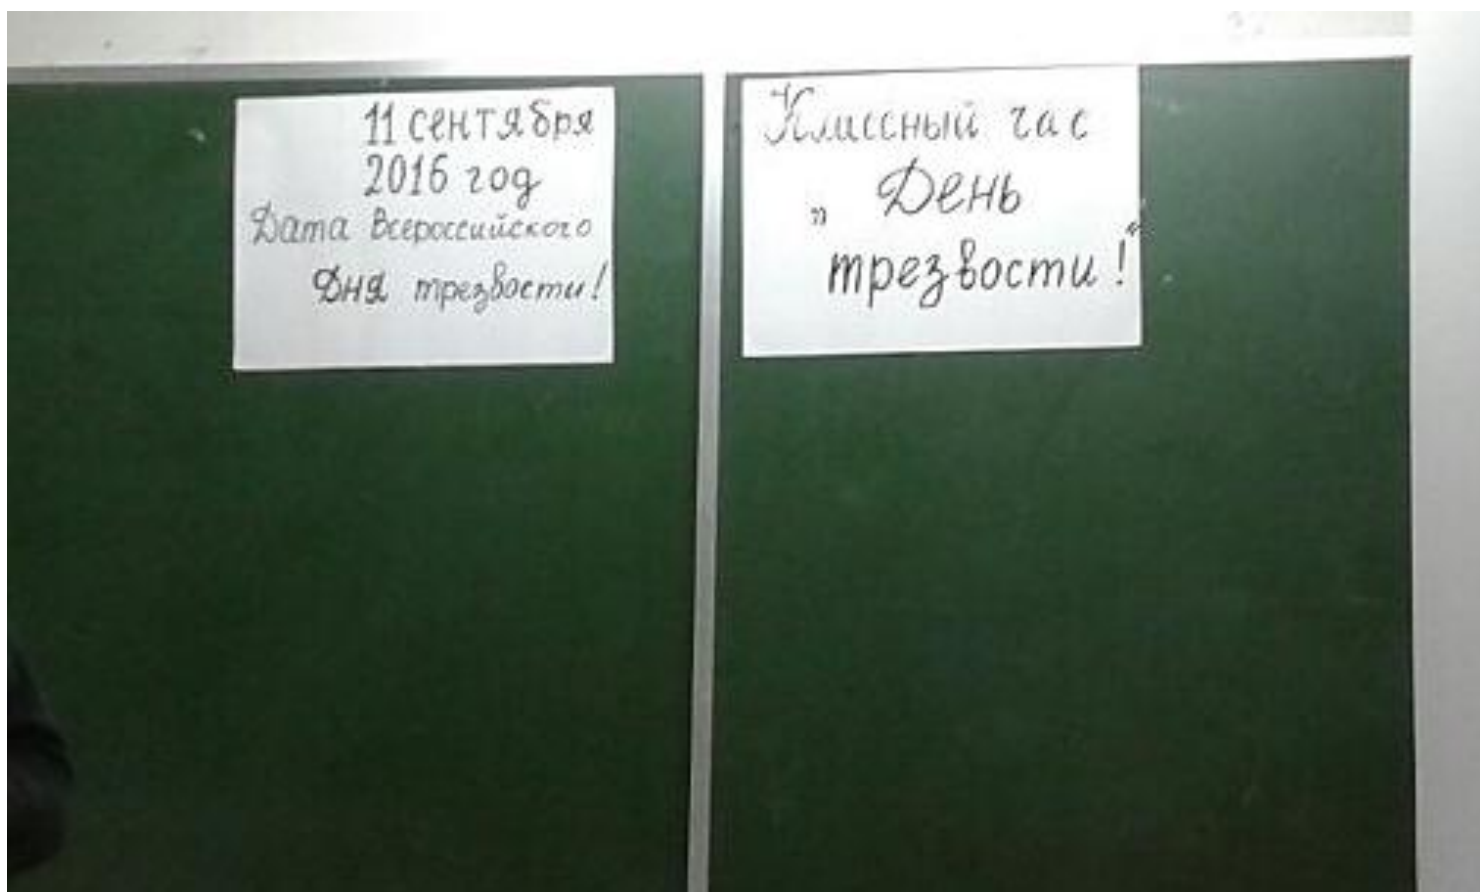 11 сентября
2016 год
Дата Всероссийского
Дня трезвости!
Классный час
„ День
трезвости! “